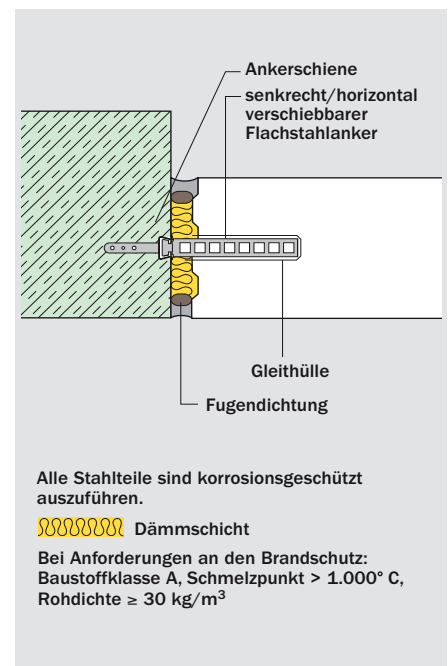 Ankerschiene
senkrecht/horizontal
verschiebbarer
Flachstahlanker
Gleithülle
Fugendichtung
Alle Stahlteile sind korrosionsgeschützt
auszuführen.
Dämmschicht
Bei Anforderungen an den Brandschutz:
Baustoffklasse A, Schmelzpunkt > 1.000° C,
Rohdichte ≥ 30 kg/m³